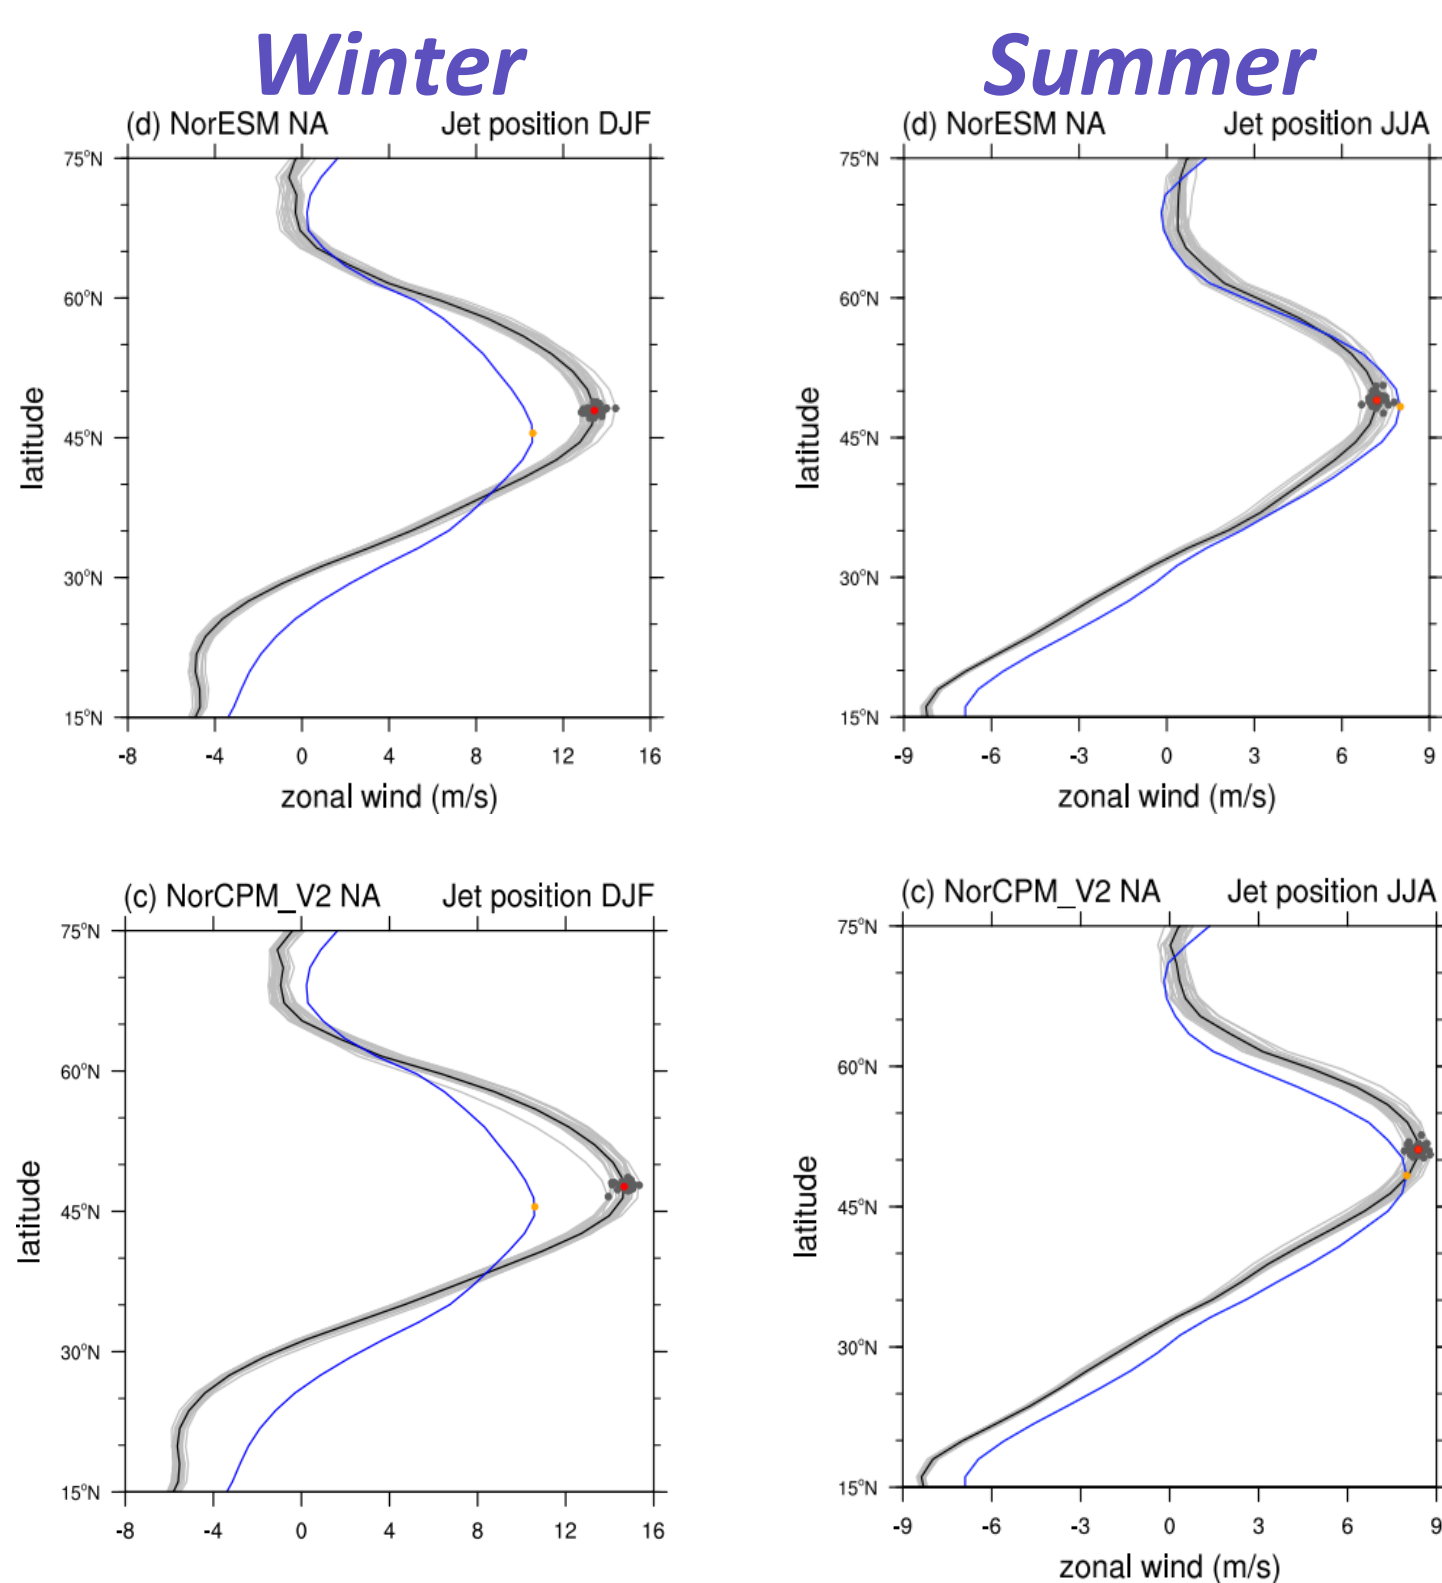 Winter
Summer
(d) NorESM NA Jet position DJF
75°N
60°N
45°N
30°N
15°N
latitude
-8 -4 0 4 8 12 16
zonal wind (m/s)
(d) NorESM NA Jet position JJA
75°N
60°N
45°N
30°N
15°N
latitude
-9 -6 -3 0 3 6 9
zonal wind (m/s)
(c) NorCPM_V2 NA Jet position DJF
75°N
60°N
45°N
30°N
15°N
latitude
-8 -4 0 4 8 12 16
(c) NorCPM_V2 NA Jet position JJA
75°N
60°N
45°N
30°N
15°N
latitude
-9 -6 -3 0 3 6 9
zonal wind (m/s)